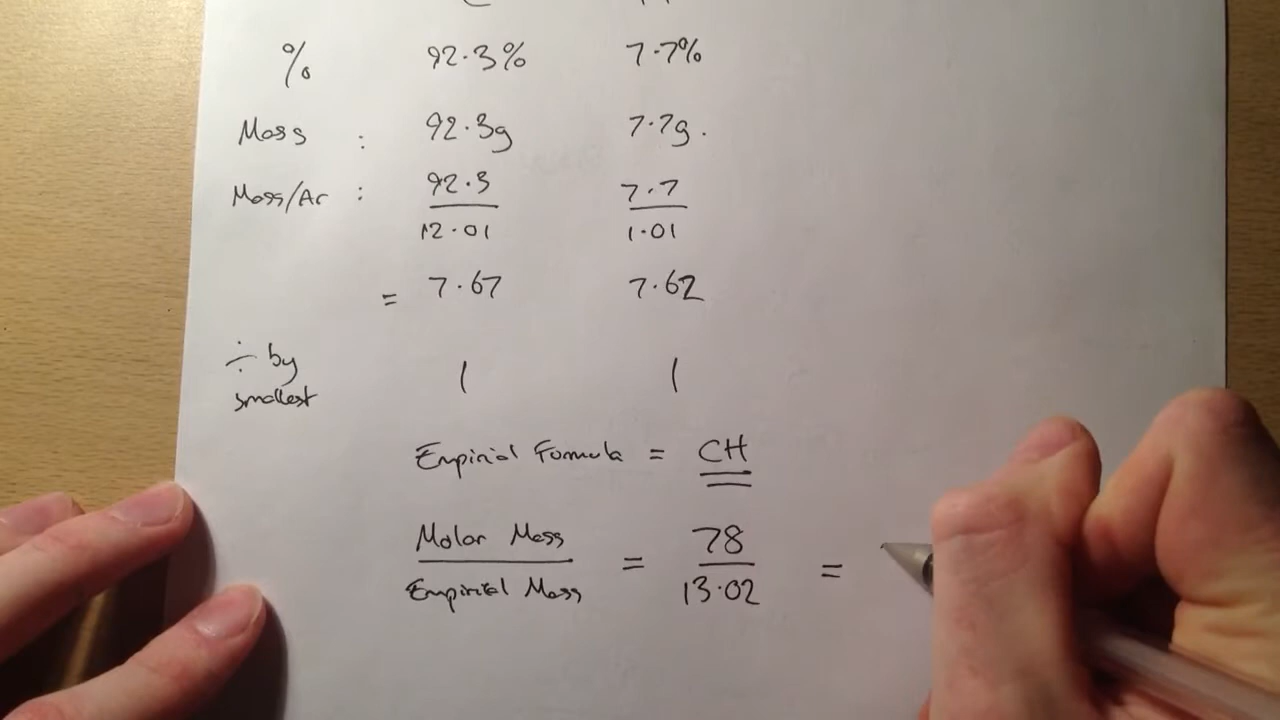 % 92.3% 7.7%
Mass : 92.3g 7.7g.
Mass/Ar : 92.3 7.7
12.01 1.01
= 7.67 7.62
÷ by
smallest 1 1
Empirial Formula = CH
Molar Mass = 78 =
Empirical Mass 13.02